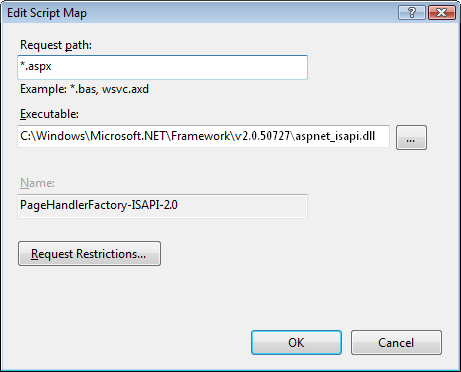 Edit Script Map
Request path:
*.aspx
Example: *.bas, wsvc.axd
Executable:
C:\Windows\Microsoft.NET\Framework\v2.0.50727\aspnet_isapi.dll
...
Name:
PageHandlerFactory-ISAPI-2.0
Request Restrictions...
OK
Cancel